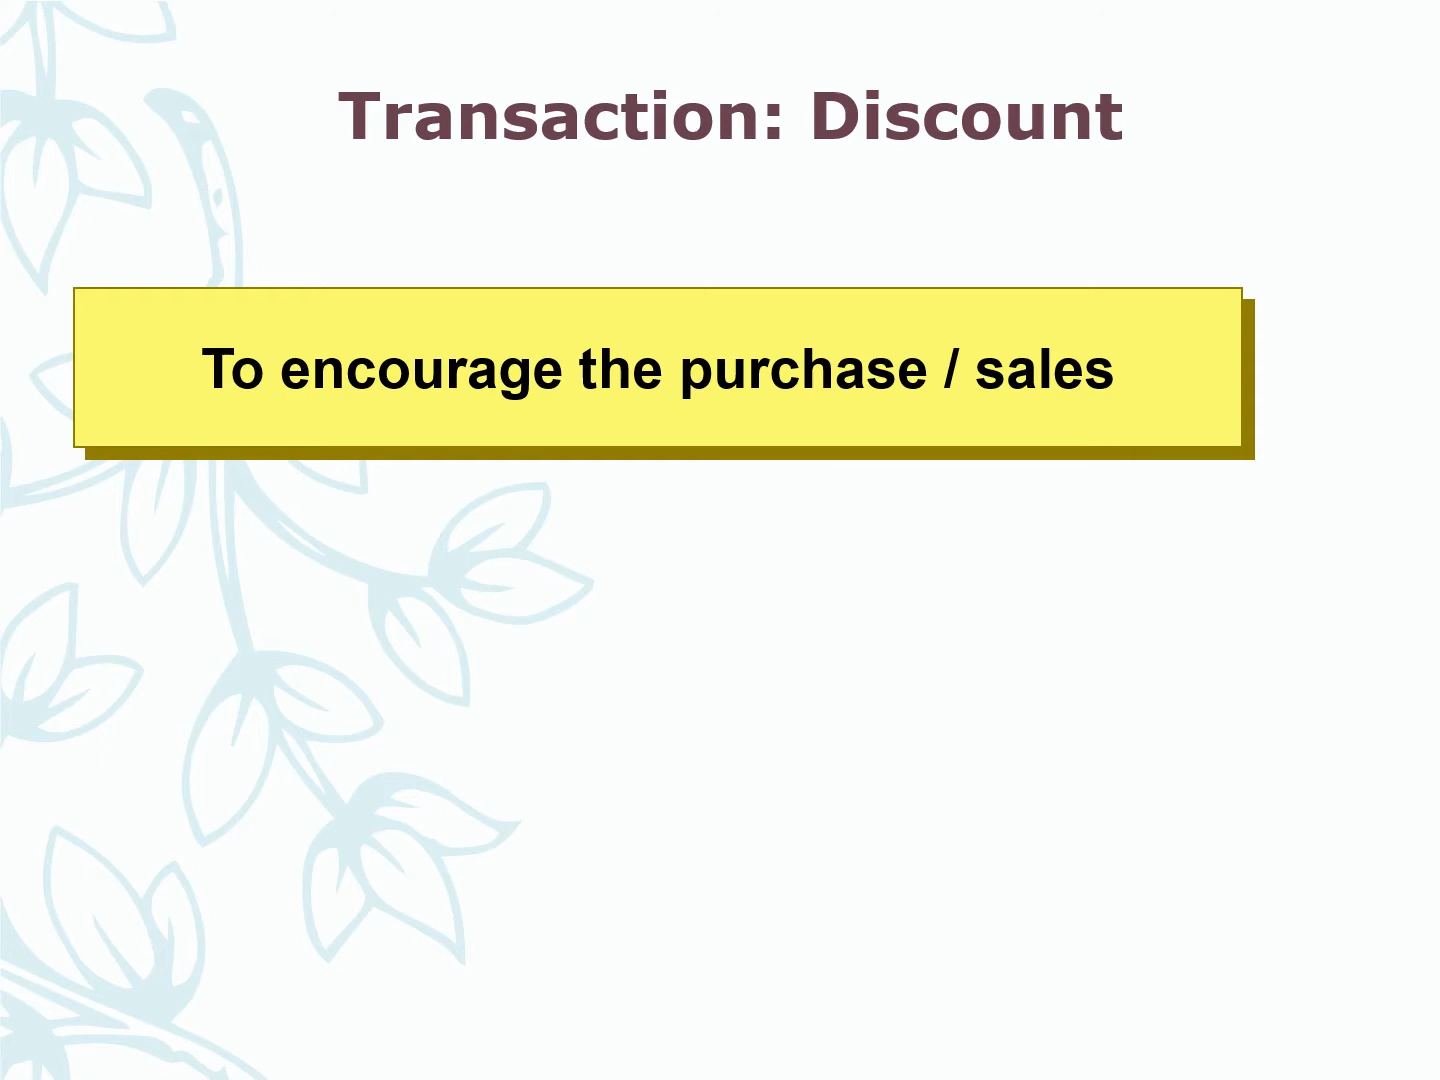 Transaction: Discount
To encourage the purchase / sales